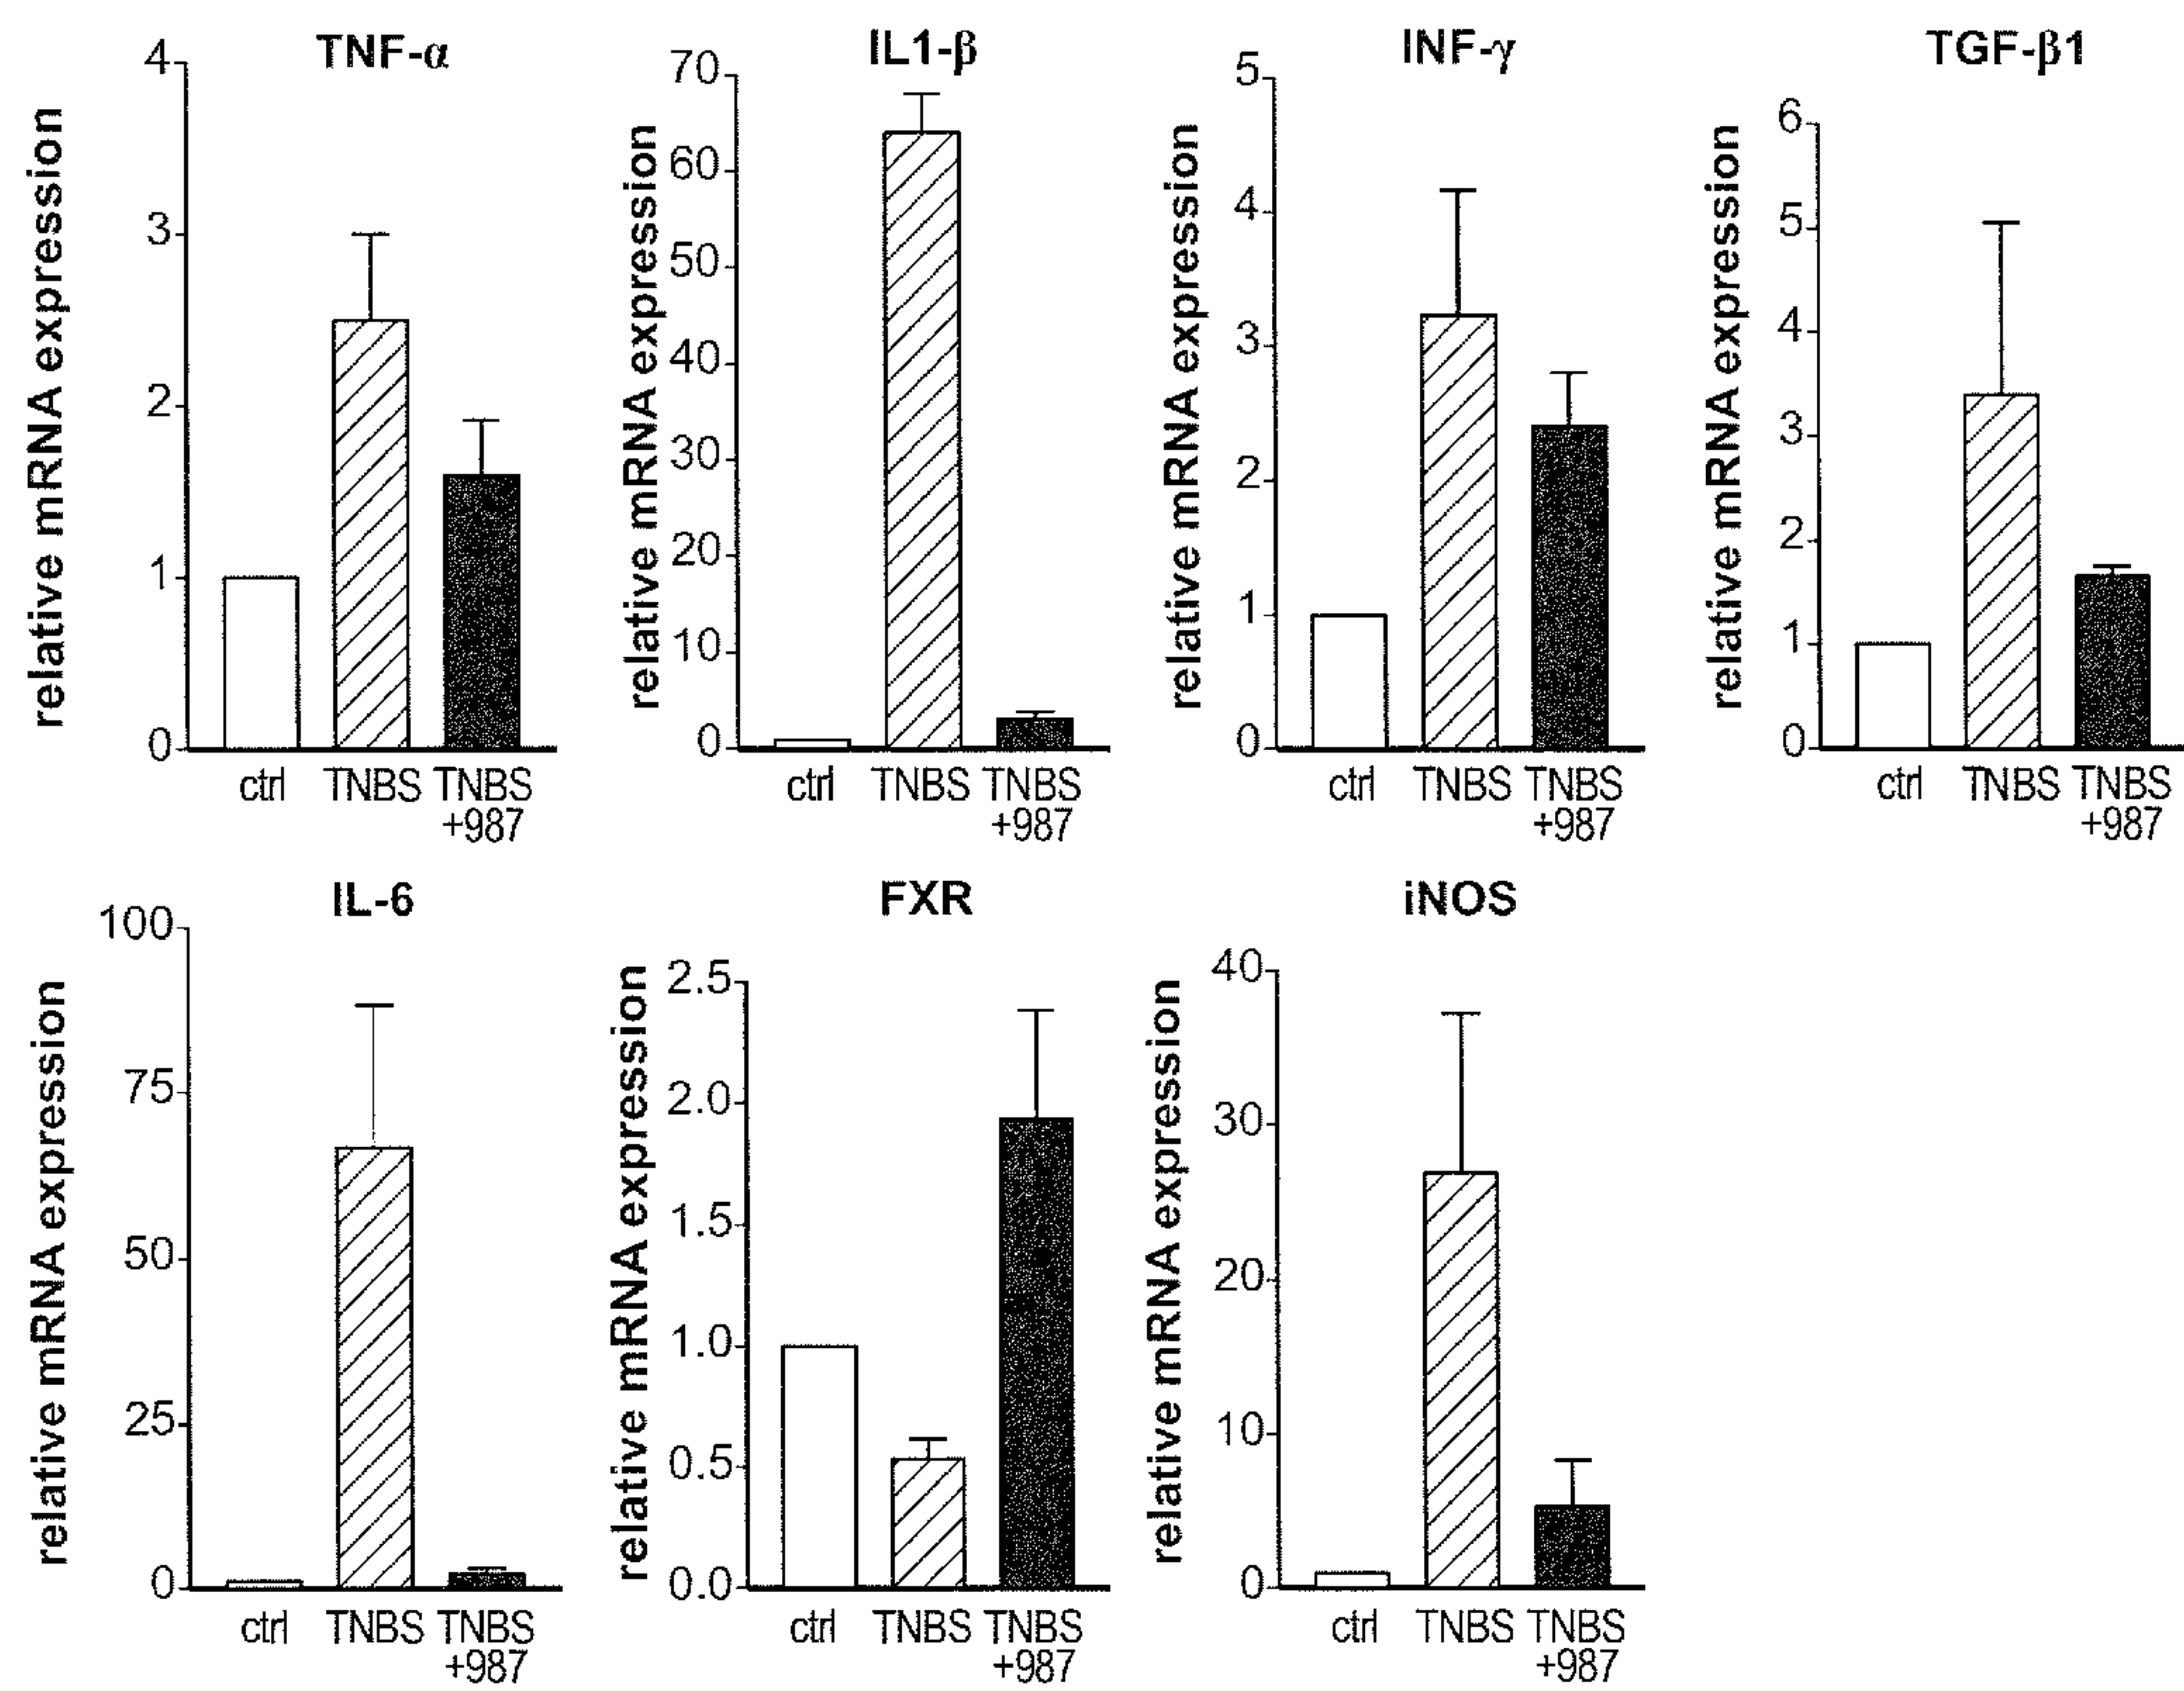 TNF-α
relative mRNA expression
4
3
2
1
0
ctrl TNBS TNBS
+987
IL1-β
relative mRNA expression
70
60
50
40
30
20
10
0
ctrl TNBS TNBS
+987
INF-γ
relative mRNA expression
5
4
3
2
1
0
ctrl TNBS TNBS
+987
TGF-β1
relative mRNA expression
6
5
4
3
2
1
0
ctrl TNBS TNBS
+987
IL-6
relative mRNA expression
100
75
50
25
0
ctrl TNBS TNBS
+987
FXR
relative mRNA expression
2.5
2.0
1.5
1.0
0.5
0.0
ctrl TNBS TNBS
+987
iNOS
relative mRNA expression
40
30
20
10
0
ctrl TNBS TNBS
+987